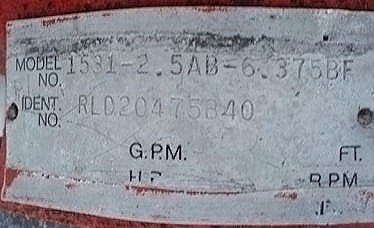 MODEL NO. 1531-2.5AB-6.375BF
IDENT. NO. RLD20475B40
G.P.M. FT.
H.P. R.P.M